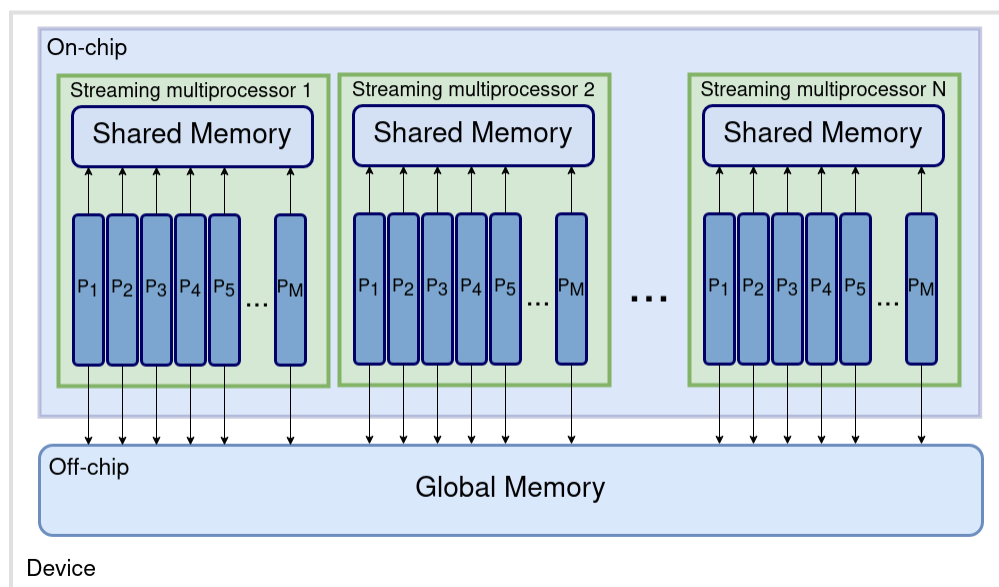 On-chip
Streaming multiprocessor 1
Shared Memory
P1 P2 P3 P4 P5 ... PM
Streaming multiprocessor 2
Shared Memory
P1 P2 P3 P4 P5 ... PM
...
Streaming multiprocessor N
Shared Memory
P1 P2 P3 P4 P5 ... PM
Off-chip
Global Memory
Device